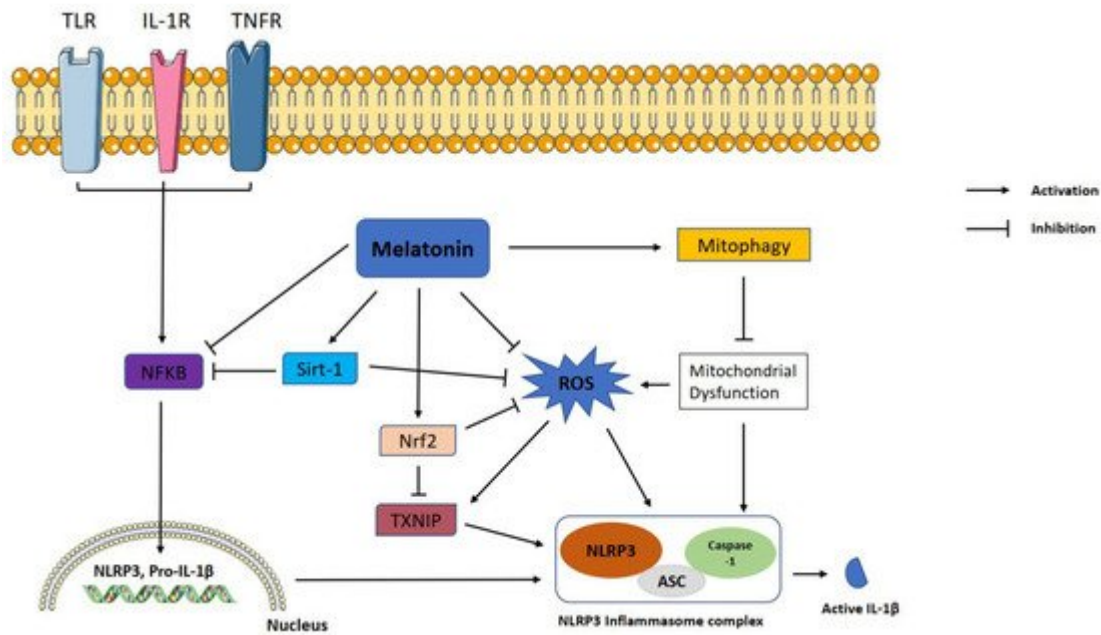 TLR
IL-1R
TNFR
Activation
Inhibition
Melatonin
Mitophagy
NFKB
Sirt-1
ROS
Mitochondrial
Dysfunction
Nrf2
TXNIP
NLRP3
Caspase
-1
ASC
NLRP3, Pro-IL-1β
Nucleus
NLRP3 Inflammasome complex
Active IL-1β